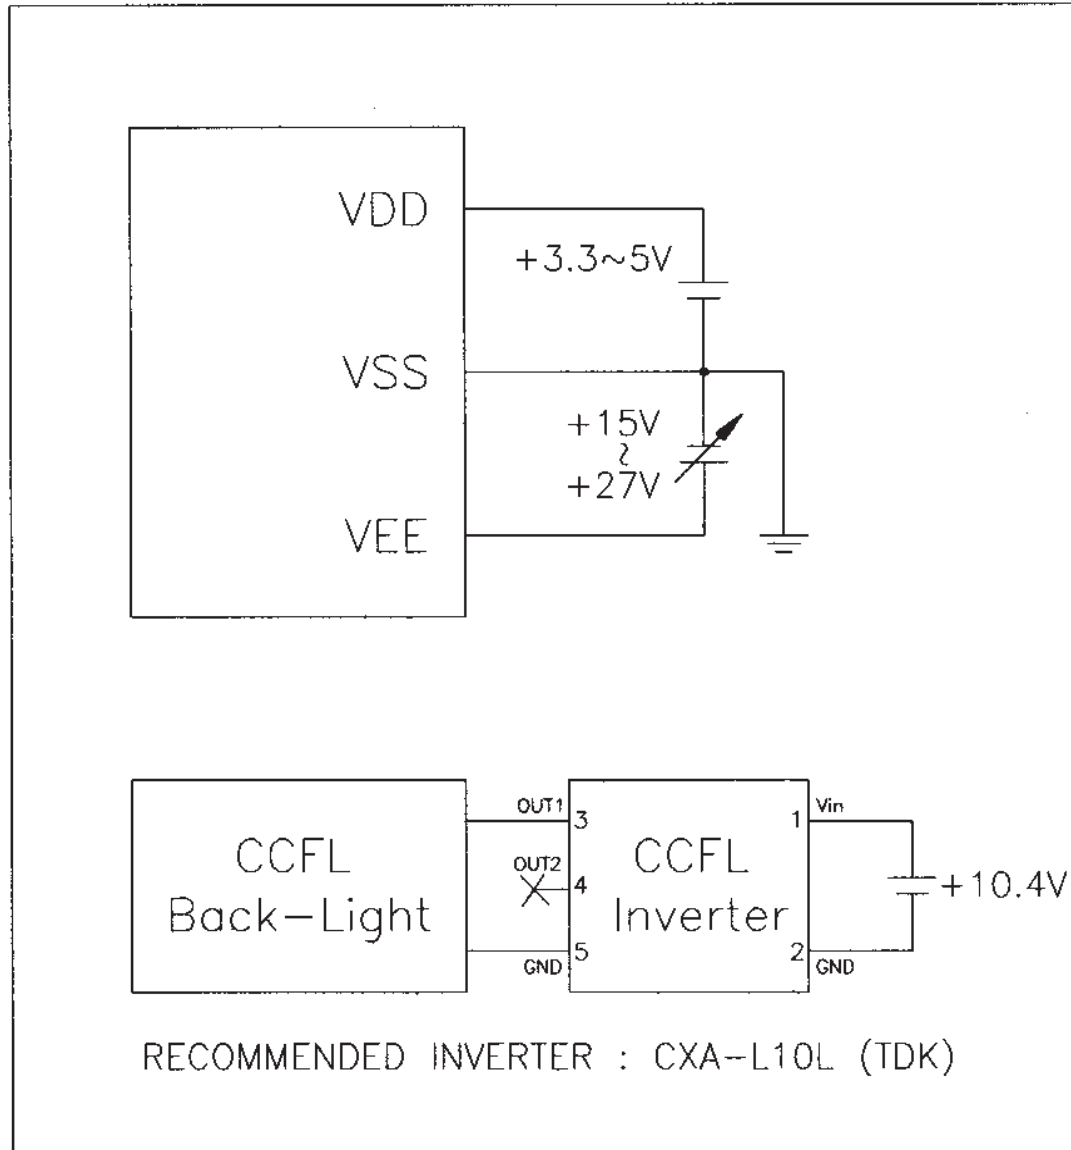 VDD
+3.3~5V
VSS
+15V
~
+27V
VEE
CCFL
Back-Light
OUT1
OUT2
GND
3
4
5
CCFL
Inverter
1
2
Vin
GND
+10.4V
RECOMMENDED INVERTER : CXA-L10L (TDK)